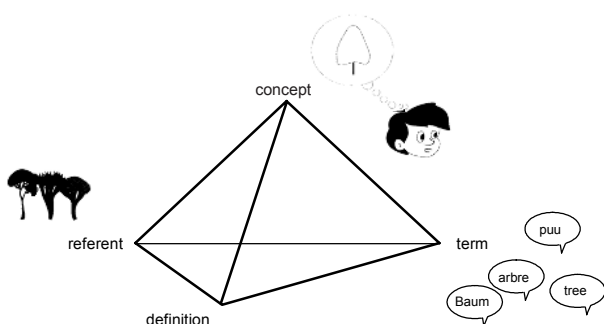 concept
referent
term
puu
arbre
Baum
tree
definition